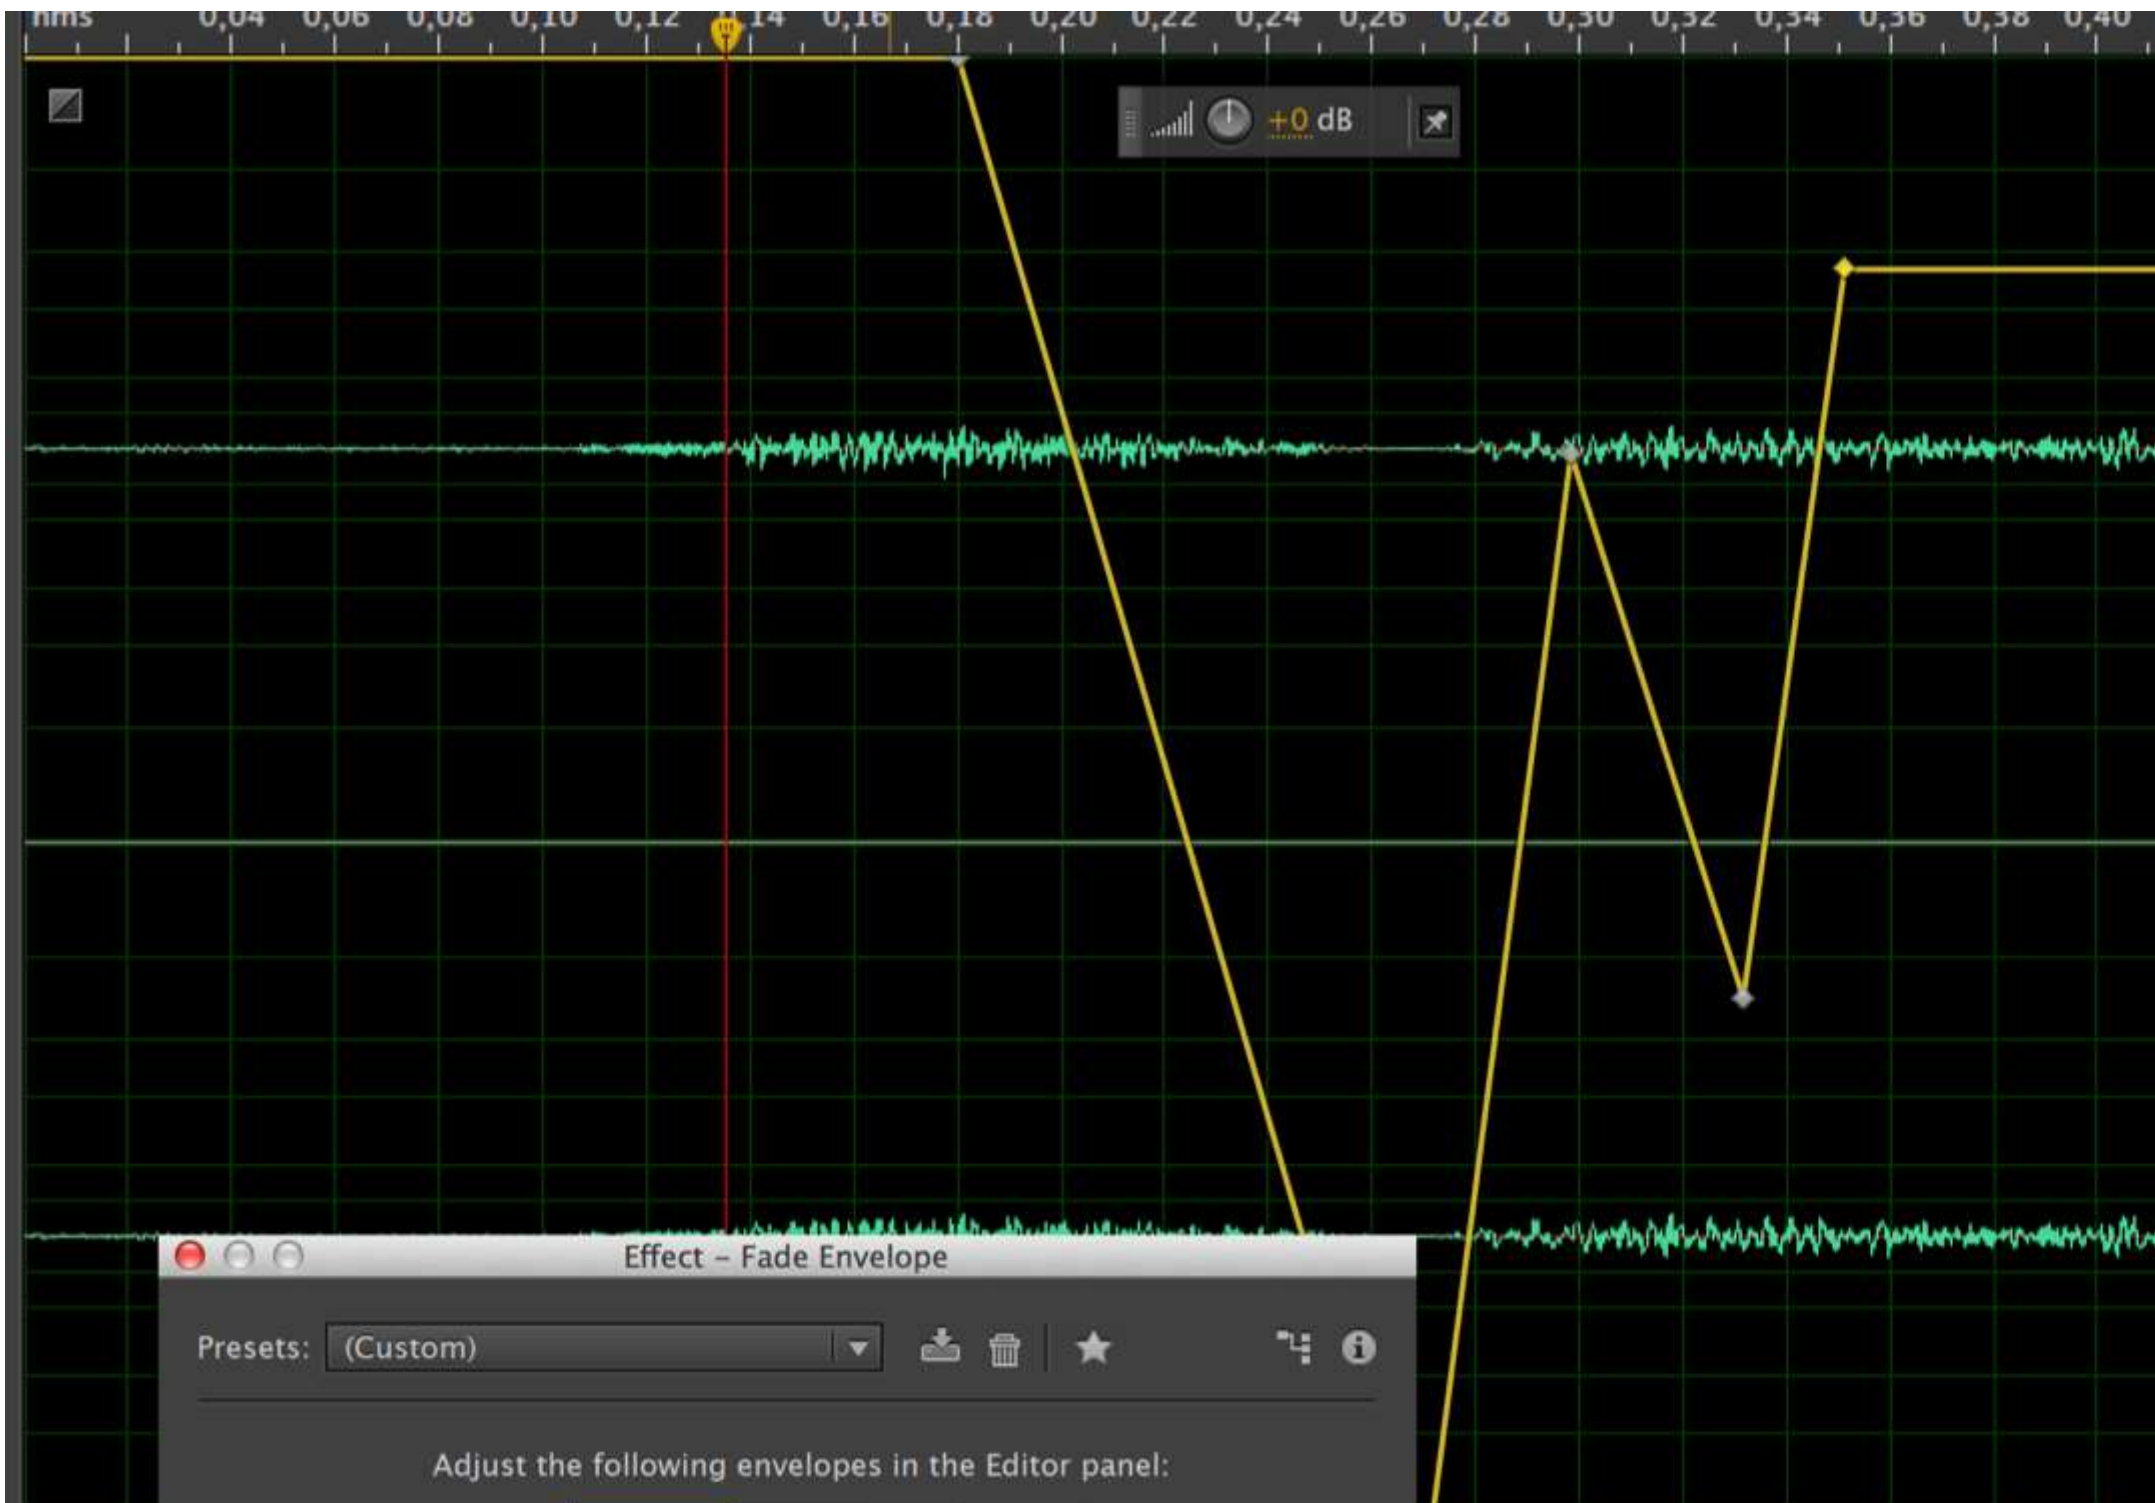 hms 0,04 0,06 0,08 0,10 0,12 0,14 0,16 0,18 0,20 0,22 0,24 0,26 0,28 0,30 0,32 0,34 0,36 0,38 0,40
+0 dB
Effect – Fade Envelope
Presets: (Custom)
Adjust the following envelopes in the Editor panel: